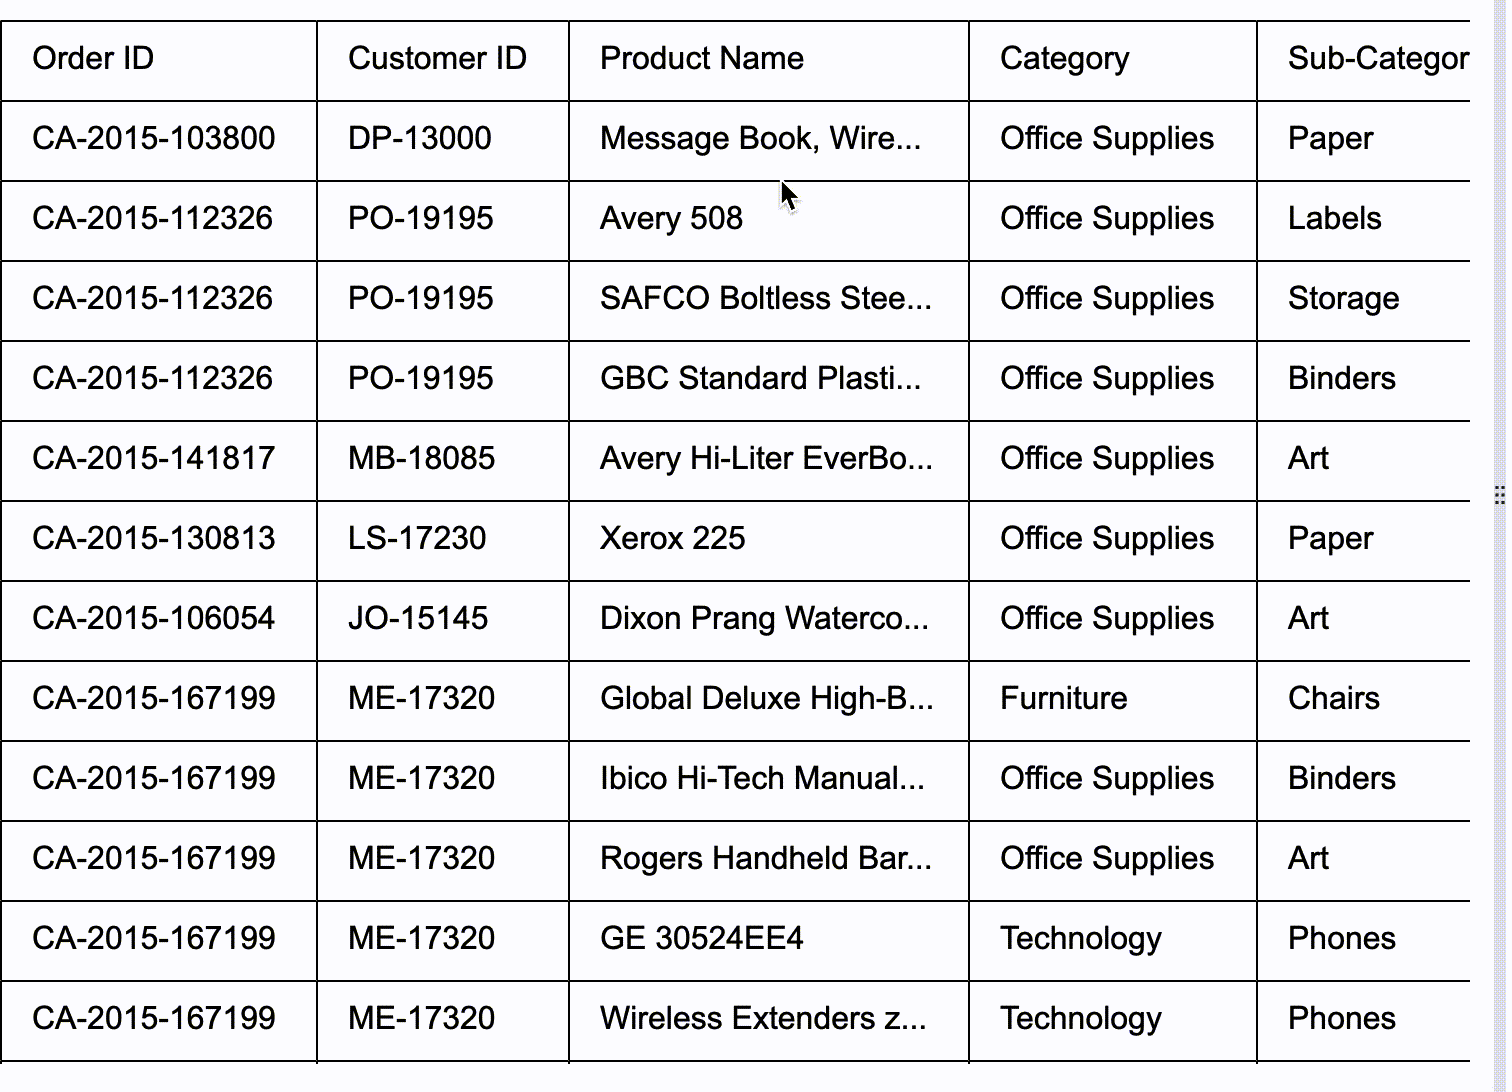 Order ID Customer ID Product Name Category Sub-Categor
CA-2015-103800 DP-13000 Message Book, Wire... Office Supplies Paper
CA-2015-112326 PO-19195 Avery 508 Office Supplies Labels
CA-2015-112326 PO-19195 SAFCO Boltless Stee... Office Supplies Storage
CA-2015-112326 PO-19195 GBC Standard Plasti... Office Supplies Binders
CA-2015-141817 MB-18085 Avery Hi-Liter EverBo... Office Supplies Art
CA-2015-130813 LS-17230 Xerox 225 Office Supplies Paper
CA-2015-106054 JO-15145 Dixon Prang Waterco... Office Supplies Art
CA-2015-167199 ME-17320 Global Deluxe High-B... Furniture Chairs
CA-2015-167199 ME-17320 Ibico Hi-Tech Manual... Office Supplies Binders
CA-2015-167199 ME-17320 Rogers Handheld Bar... Office Supplies Art
CA-2015-167199 ME-17320 GE 30524EE4 Technology Phones
CA-2015-167199 ME-17320 Wireless Extenders z... Technology Phones